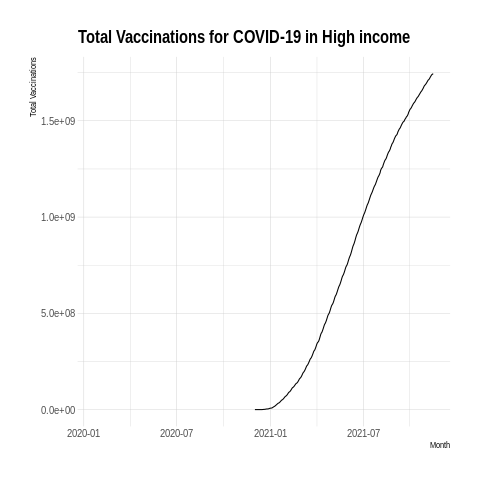 Total Vaccinations for COVID-19 in High income
Total Vaccinations
1.5e+09
1.0e+09
5.0e+08
0.0e+00
2020-01 2020-07 2021-01 2021-07
Month